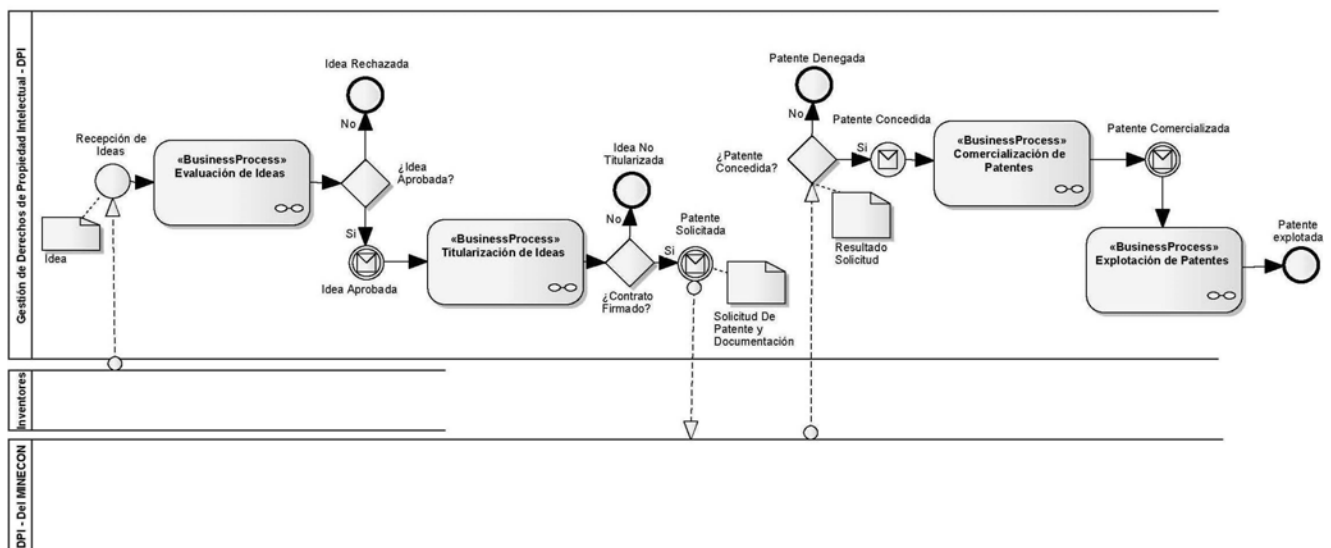 Gestión de Derechos de Propiedad Intelectual - DPI
Recepción de
Ideas
Idea
«BusinessProcess»
Evaluación de Ideas
Idea Rechazada
No
¿Idea
Aprobada?
Si
Idea Aprobada
«BusinessProcess»
Titularización de Ideas
Idea No
Titularizada
No
¿Contrato
Firmado?
Si
Patente
Solicitada
Solicitud De
Patente y
Documentación
Patente Denegada
No
¿Patente
Concedida?
Si
Patente Concedida
Resultado
Solicitud
«BusinessProcess»
Comercialización de
Patentes
Patente Comercializada
«BusinessProcess»
Explotación de Patentes
Patente
explotada
Inventores
DPI - Del MINECON